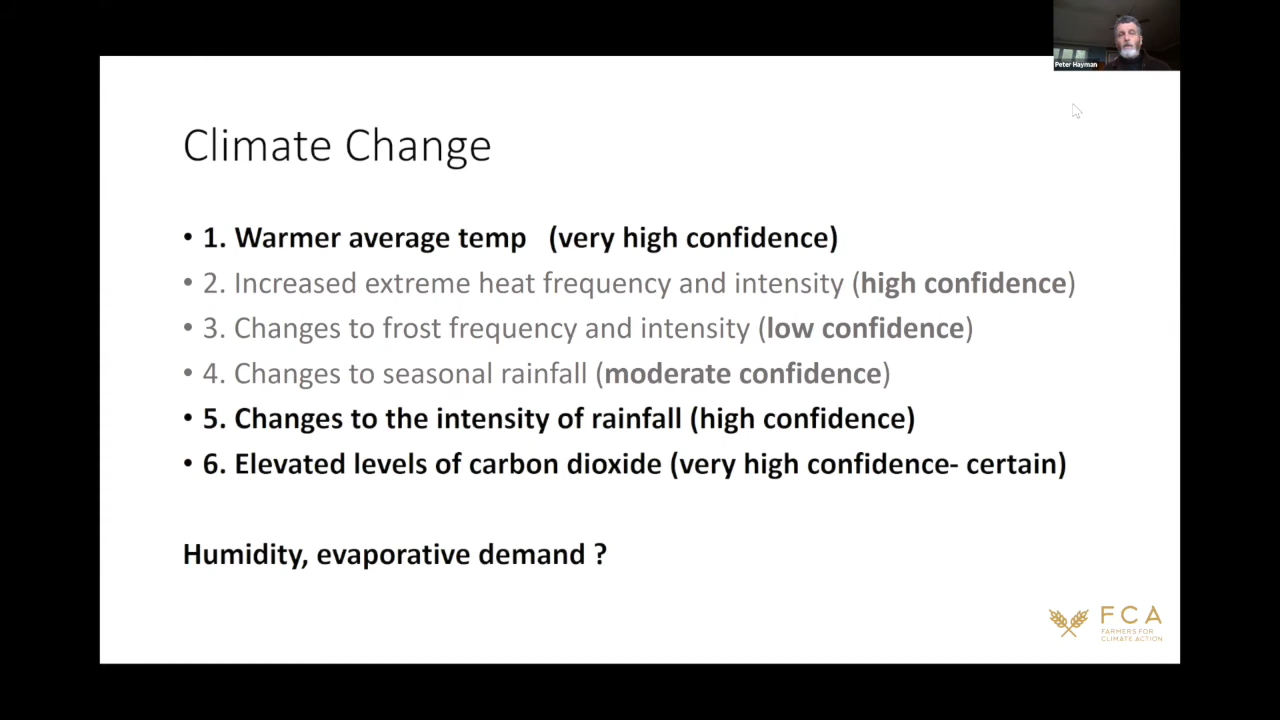 Peter Hayman
Climate Change
• 1. Warmer average temp (very high confidence)
• 2. Increased extreme heat frequency and intensity (high confidence)
• 3. Changes to frost frequency and intensity (low confidence)
• 4. Changes to seasonal rainfall (moderate confidence)
• 5. Changes to the intensity of rainfall (high confidence)
• 6. Elevated levels of carbon dioxide (very high confidence- certain)
Humidity, evaporative demand ?
FCA
FARMERS FOR
CLIMATE ACTION